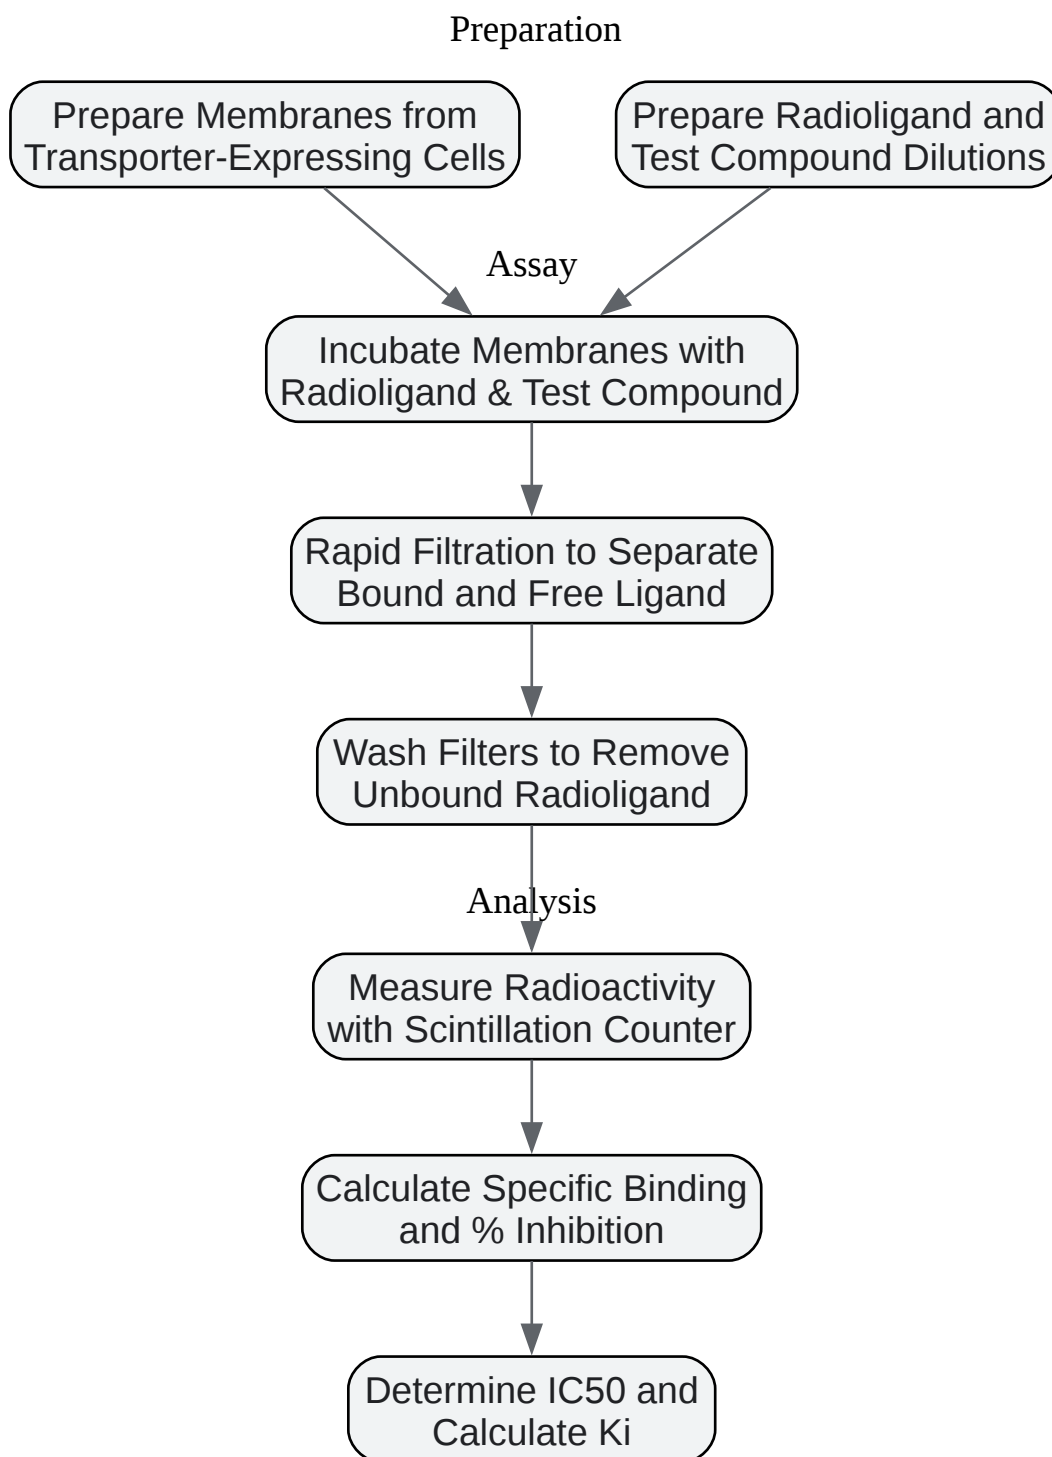 Preparation
Prepare Membranes from
Transporter-Expressing Cells
Prepare Radioligand and
Test Compound Dilutions
Assay
Incubate Membranes with
Radioligand & Test Compound
Rapid Filtration to Separate
Bound and Free Ligand
Wash Filters to Remove
Unbound Radioligand
Analysis
Measure Radioactivity
with Scintillation Counter
Calculate Specific Binding
and % Inhibition
Determine IC50 and
Calculate Ki